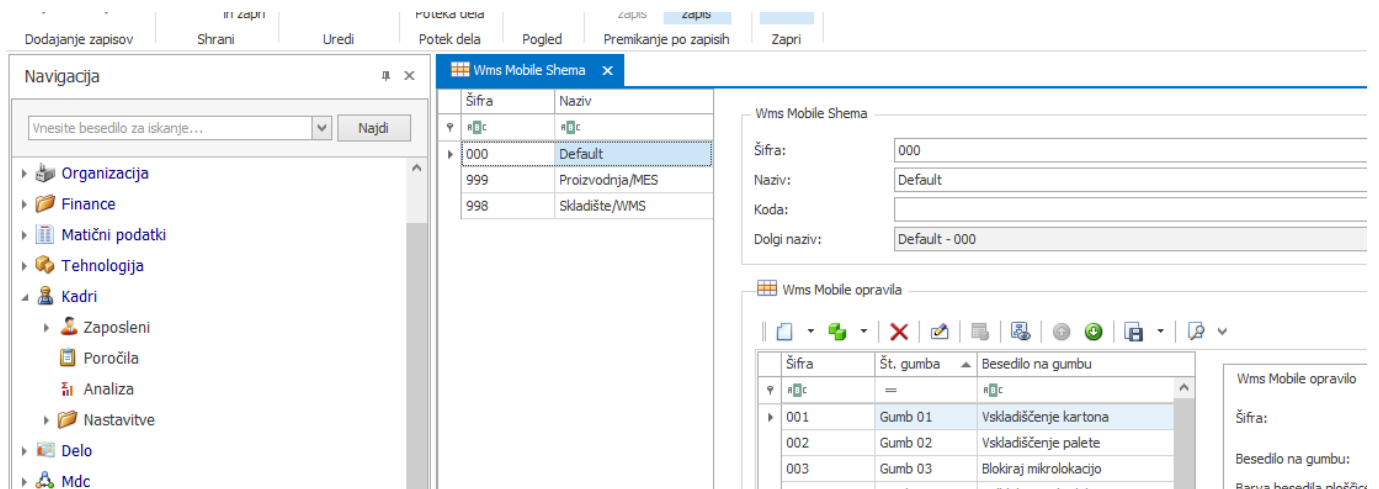 in zapri
Poteka dela
zapis zapis
Dodajanje zapisov Shrani Uredi Potek dela Pogled Premikanje po zapisih Zapri
Navigacija
Vnesite besedilo za iskanje... Najdi
Organizacija
Finance
Matični podatki
Tehnologija
Kadri
Zaposleni
Poročila
Analiza
Nastavitve
Delo
Mdc
Wms Mobile Shema
Šifra Naziv
000 Default
999 Proizvodnja/MES
998 Skladište/WMS
Wms Mobile Shema
Šifra: 000
Naziv: Default
Koda:
Dolgi naziv: Default - 000
Wms Mobile opravila
Šifra Št. gumba Besedilo na gumbu
=
001 Gumb 01 Vskladiščenje kartona
002 Gumb 02 Vskladiščenje palete
003 Gumb 03 Blokiraj mikrolokacijo
Wms Mobile opravilo
Šifra:
Besedilo na gumbu:
Barva besedila ploščice